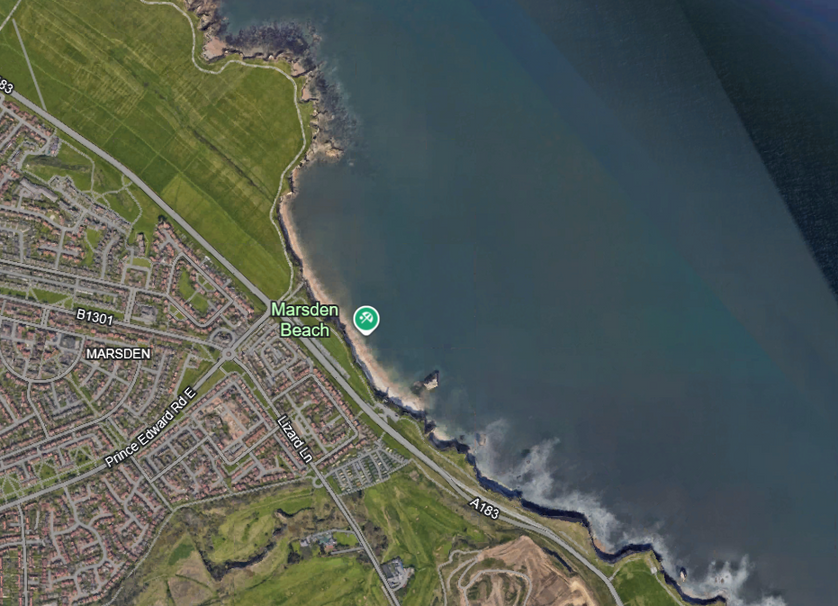 83
Marsden
Beach
B1301
MARSDEN
Prince Edward Rd E
Lizard Ln
A183